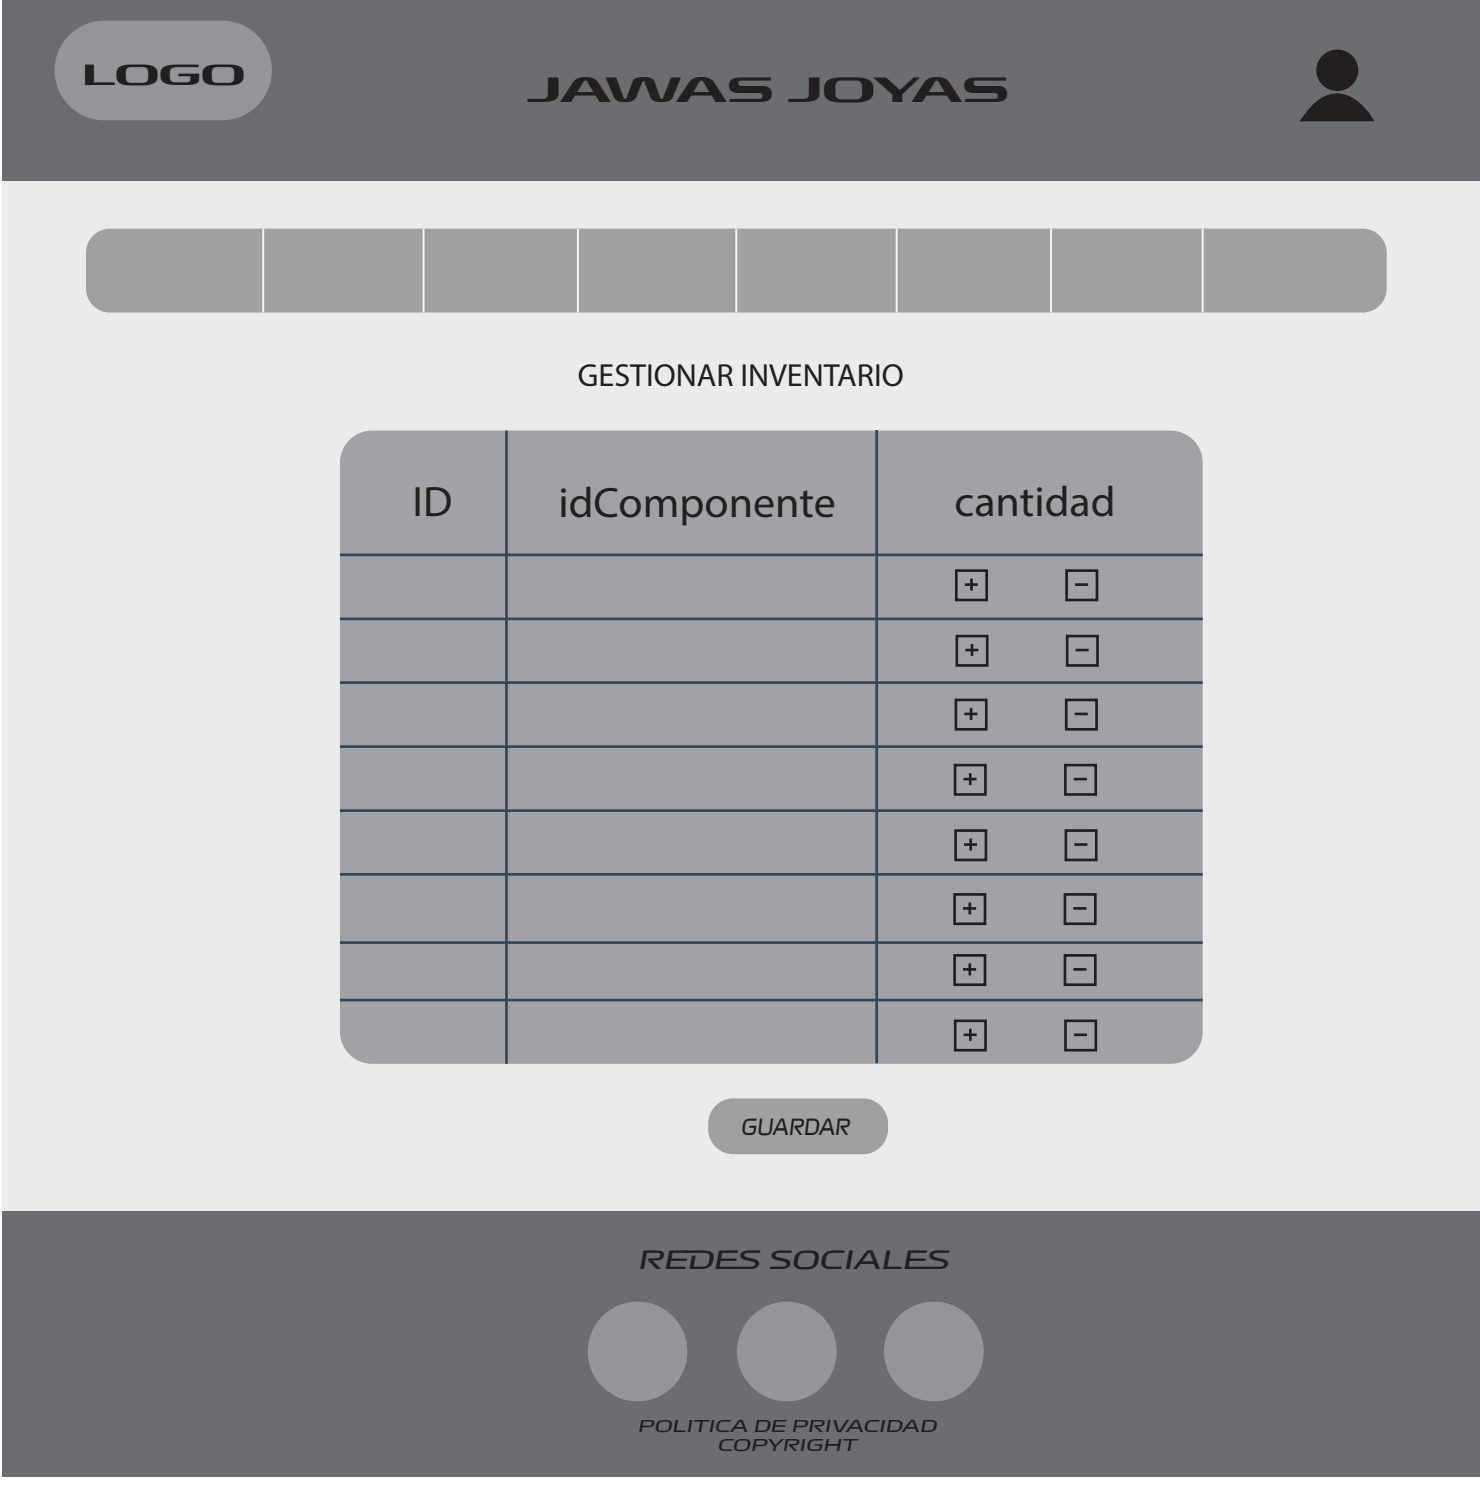 LOGO
JAWAS JOYAS
GESTIONAR INVENTARIO
ID idComponente cantidad
+ −
+ −
+ −
+ −
+ −
+ −
+ −
+ −
GUARDAR
REDES SOCIALES
POLITICA DE PRIVACIDAD
COPYRIGHT